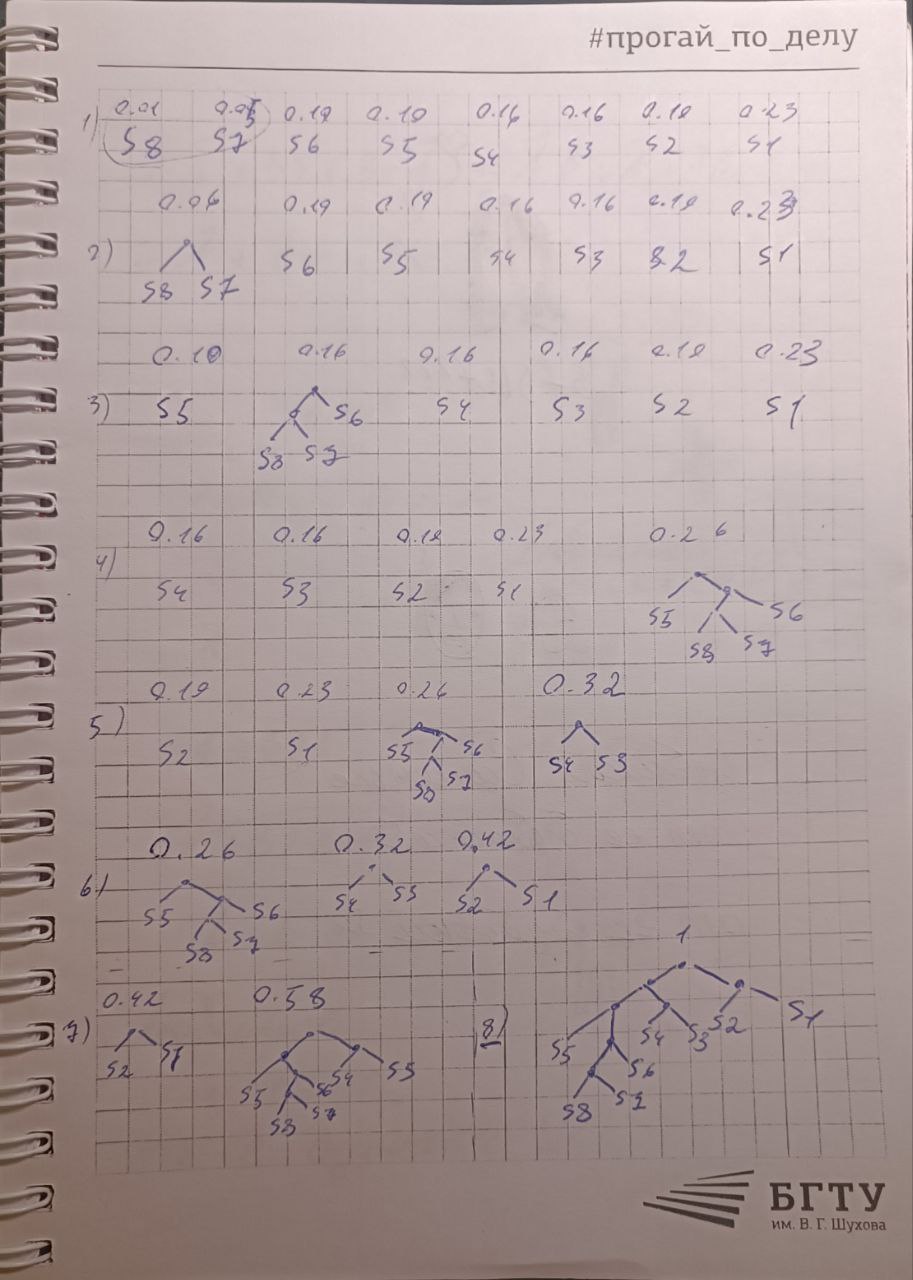 #прогай_по_делу
0.01 0.05 0.10 0.10 0.16 0.16 0.19 0.23
1) S8 S7 S6 S5 S4 S3 S2 S1
0.06 0.10 0.10 0.16 0.16 0.19 0.23
2) S6 S5 S4 S3 S2 S1
S8 S7
0.10 0.16 0.16 0.16 0.19 0.23
3) S5 S6 S4 S3 S2 S1
S8 S7
0.16 0.16 0.19 0.23 0.26
4) S4 S3 S2 S1
S5 S6
S8 S7
0.19 0.23 0.26 0.32
5) S2 S1 S5 S6 S4 S3
S8 S7
0.26 0.32 0.42
6) S5 S6 S4 S3 S2 S1
S8 S7
1
0.42 0.58
7) S2 S1
S5 S6 S4 S3
S8 S7
8)
S5 S4 S3 S2 S1
S6
S8 S7
БГТУ
им. В. Г. Шухова